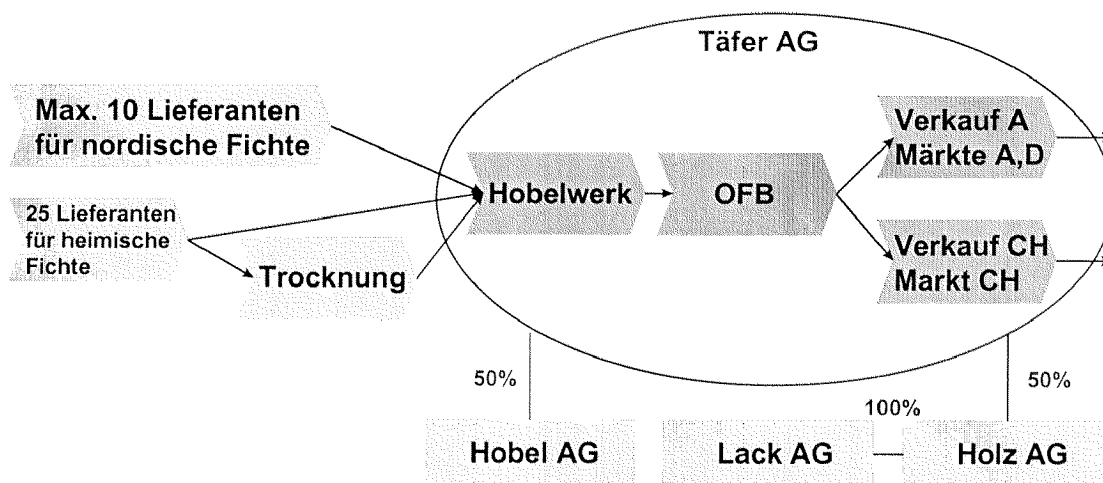 Täfer AG
Max. 10 Lieferanten
für nordische Fichte
25 Lieferanten
für heimische
Fichte
Trocknung
Hobelwerk
OFB
Verkauf A
Märkte A,D
Verkauf CH
Markt CH
50%
50%
100%
Hobel AG
Lack AG
Holz AG